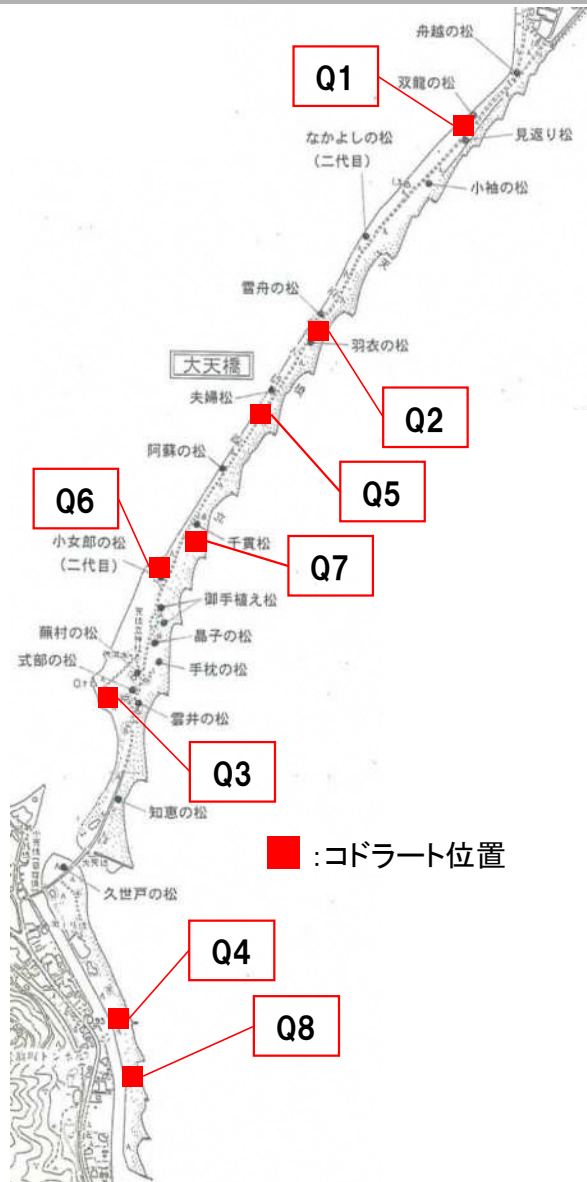 舟越の松
Q1
双龍の松
見返り松
なかよしの松
(二代目)
小袖の松
雪舟の松
羽衣の松
大天橋
夫婦松
Q2
阿蘇の松
Q5
Q6
千貫松
小女郎の松
(二代目)
Q7
御手植え松
蕪村の松
晶子の松
式部の松
手枕の松
雲井の松
Q3
知恵の松
:コドラート位置
久世戸の松
Q4
Q8